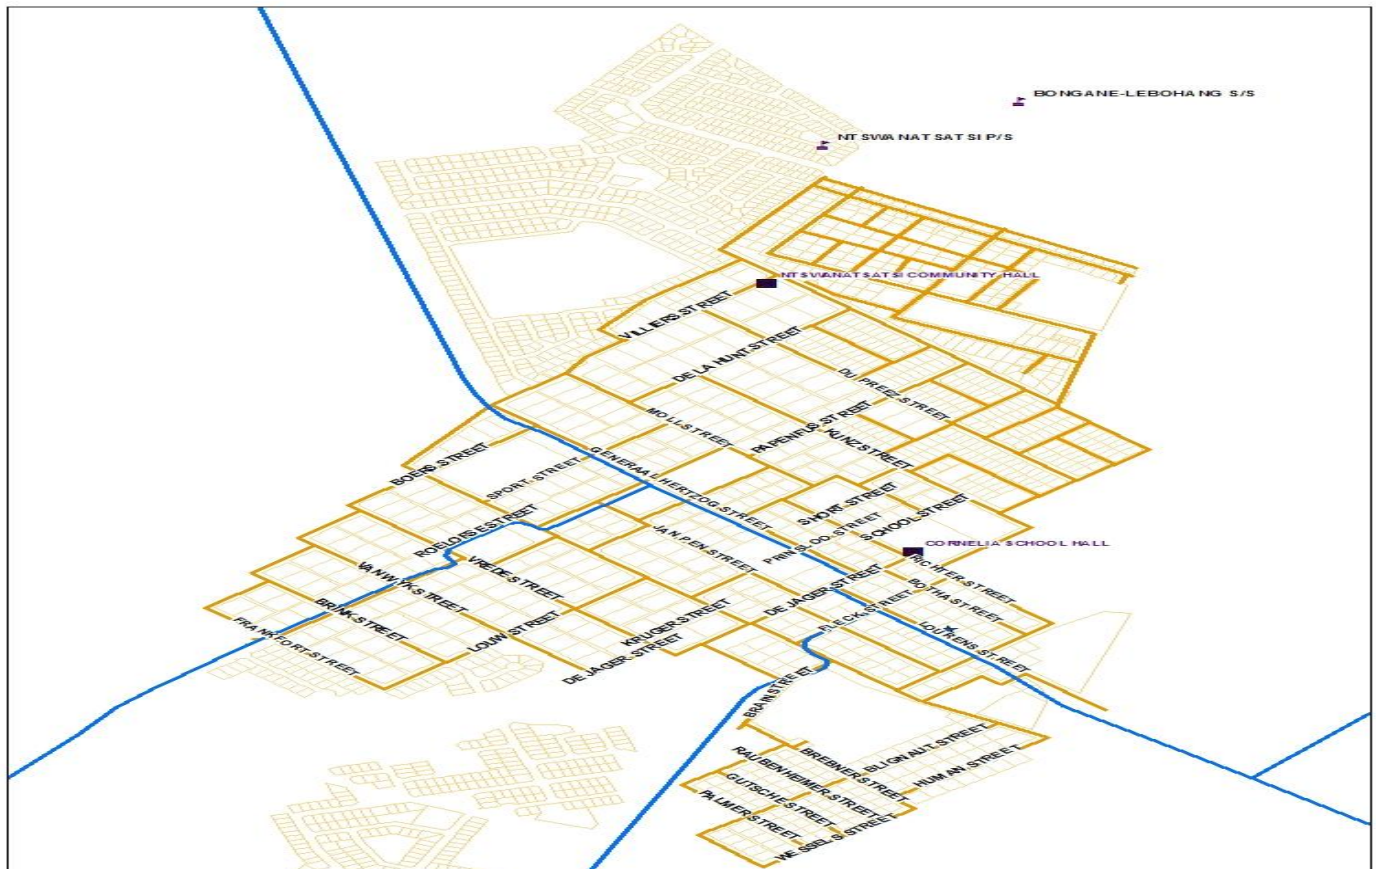 BONGANE-LEBOHANG S/S
NTSWANATSATSI P/S
NTSWANATSATSI COMMUNITY HALL
VILLIERS STREET
DE LA HUNT STREET
DU PREEZ STREET
MOLL STREET
PAPENFUS STREET
KUNZ STREET
BOERS STREET
SPORT STREET
GENERAAL HERTZOG STREET
SHORT STREET
SCHOOL STREET
ROELOFSE STREET
JAN PEN STREET
PRINSLOO STREET
CORNELIA SCHOOL HALL
VAN WYK STREET
VREDE STREET
RICHTER STREET
BOTHA STREET
DE JAGER STREET
FLECK STREET
BRINK STREET
KRUGER STREET
LOUW STREET
LOURENS STREET
FRANKFORT STREET
DE JAGER STREET
BRAIN STREET
BREBNER STREET
BLIGNAUT STREET
HUMAN STREET
RAUBENHEIMER STREET
GUTSCHE STREET
PALMER STREET
WESSELS STREET